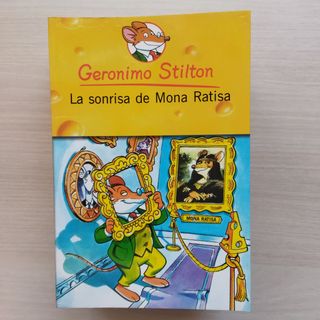 Geronimo Stilton
La sonrisa de Mona Ratisa
MONA RATISA